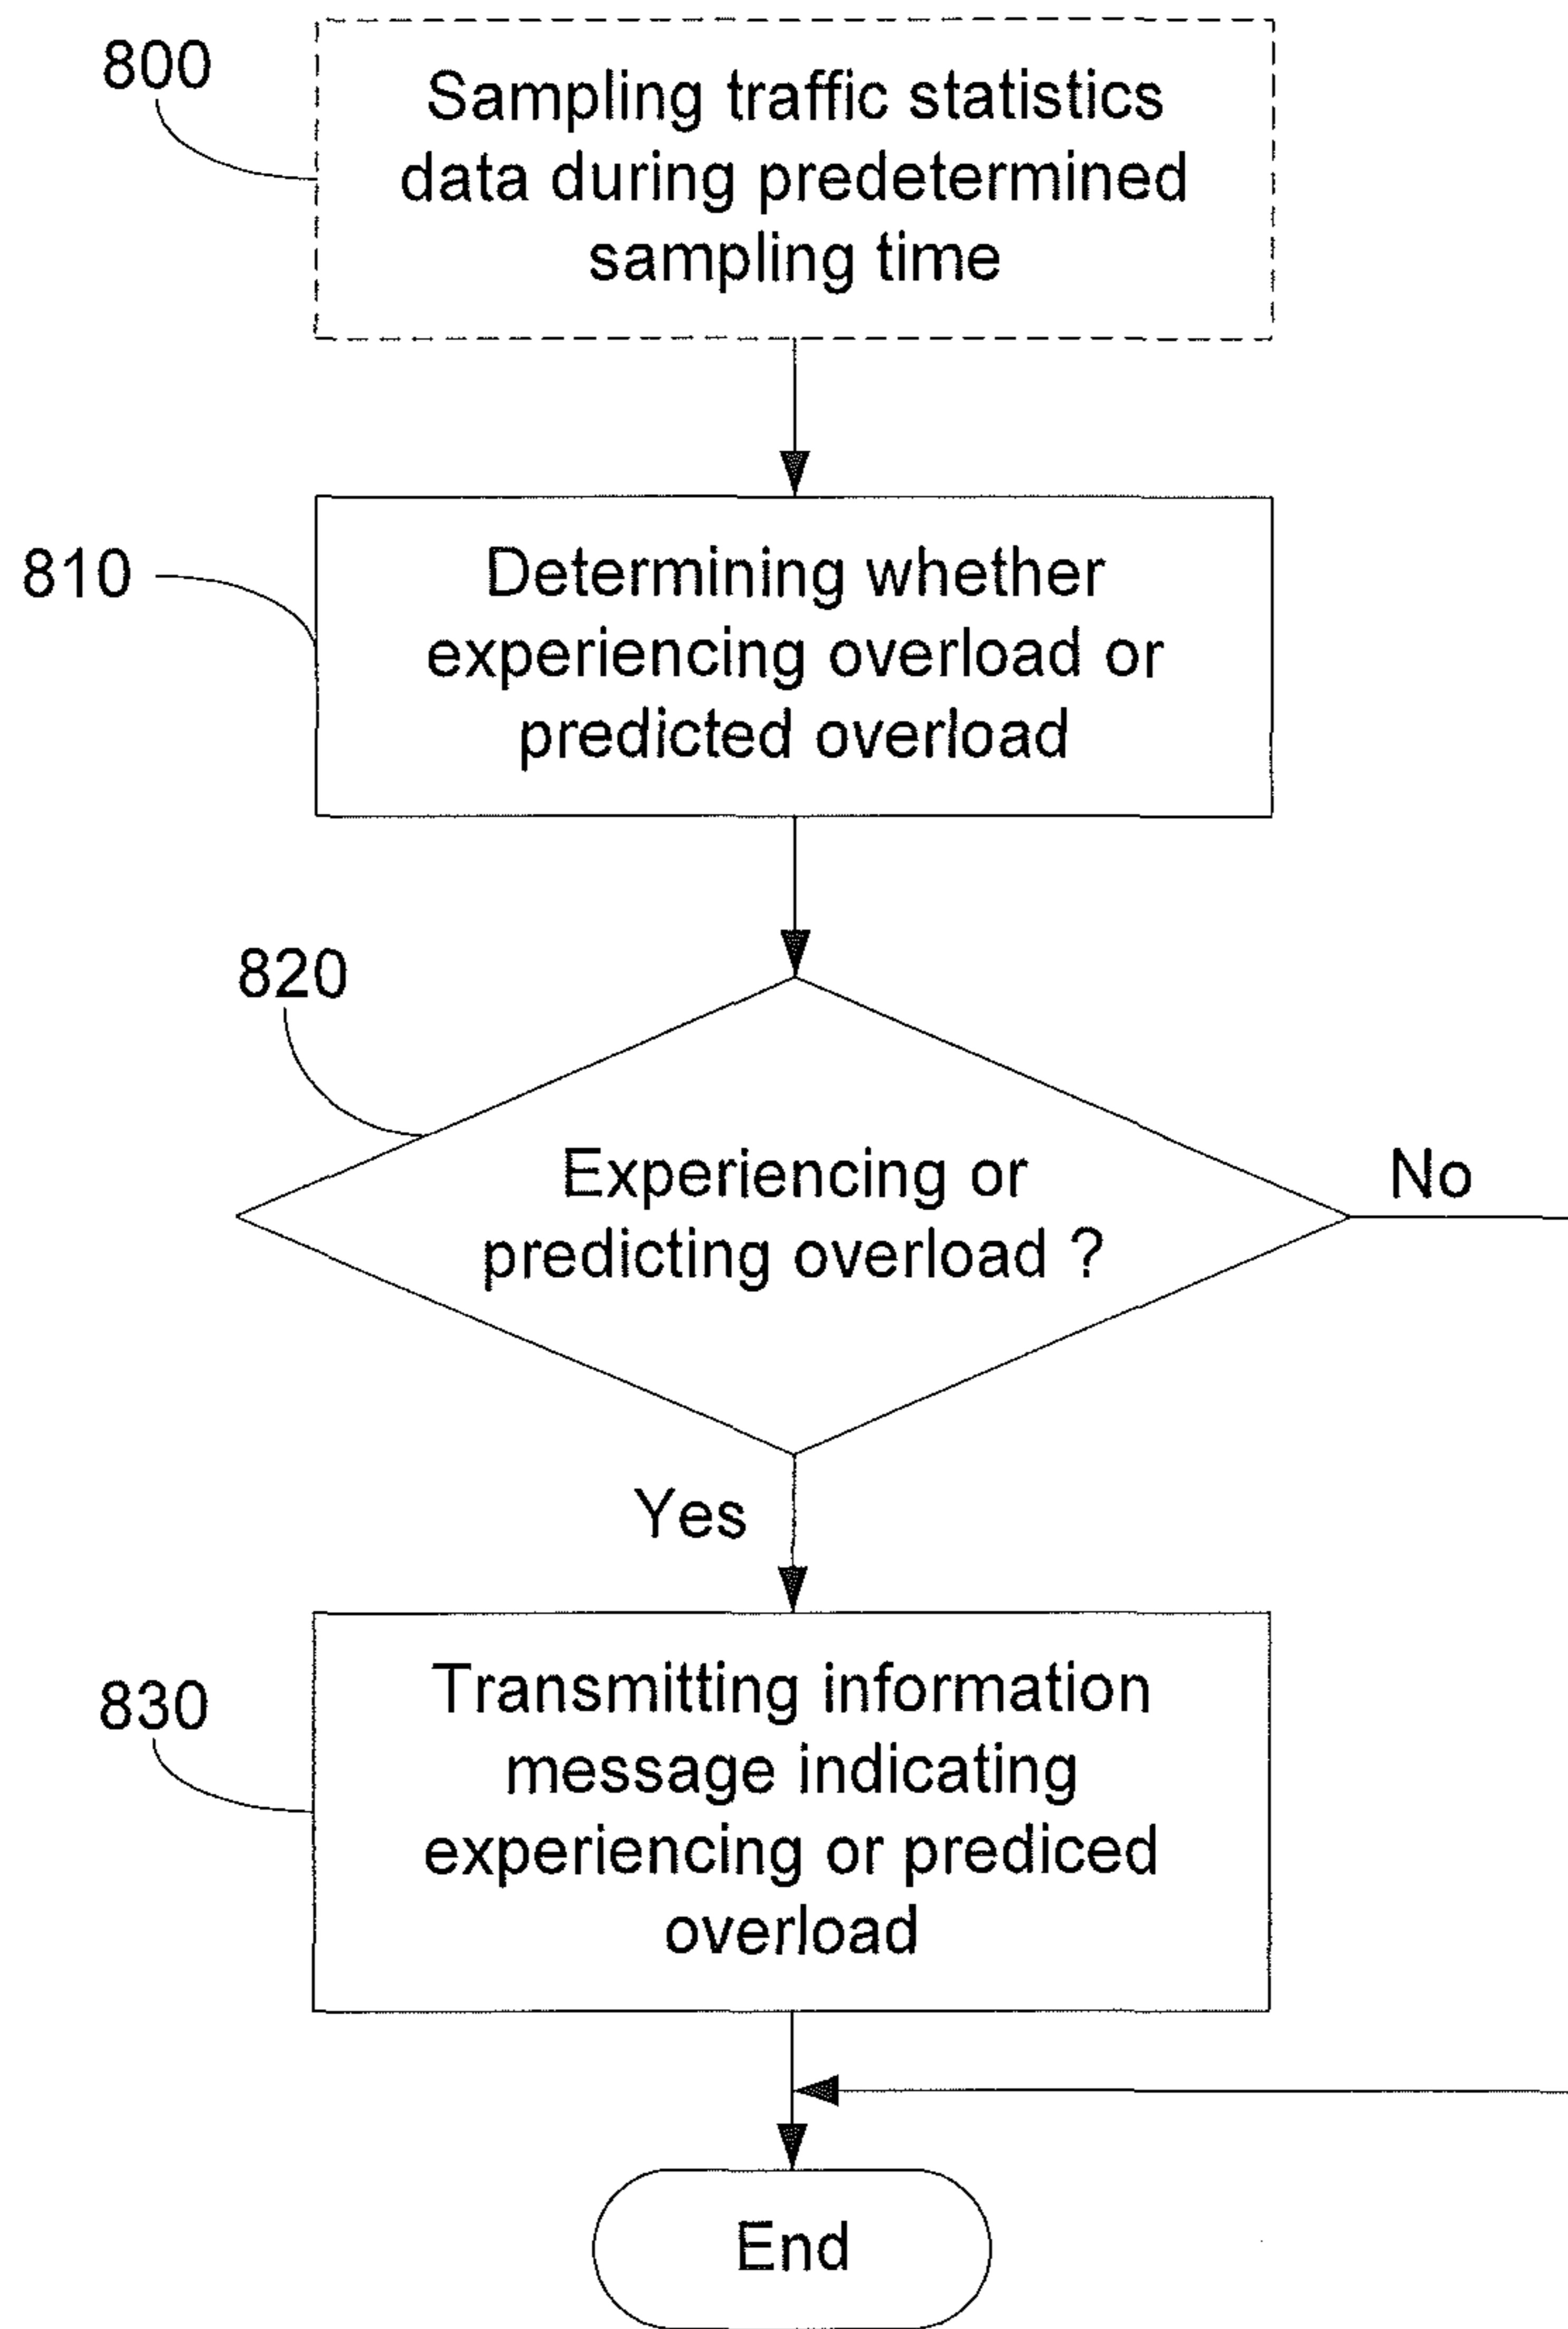 800
Sampling traffic statistics
data during predetermined
sampling time
810
Determining whether
experiencing overload or
predicted overload
820
Experiencing or
predicting overload ?
No
Yes
830
Transmitting information
message indicating
experiencing or prediced
overload
End